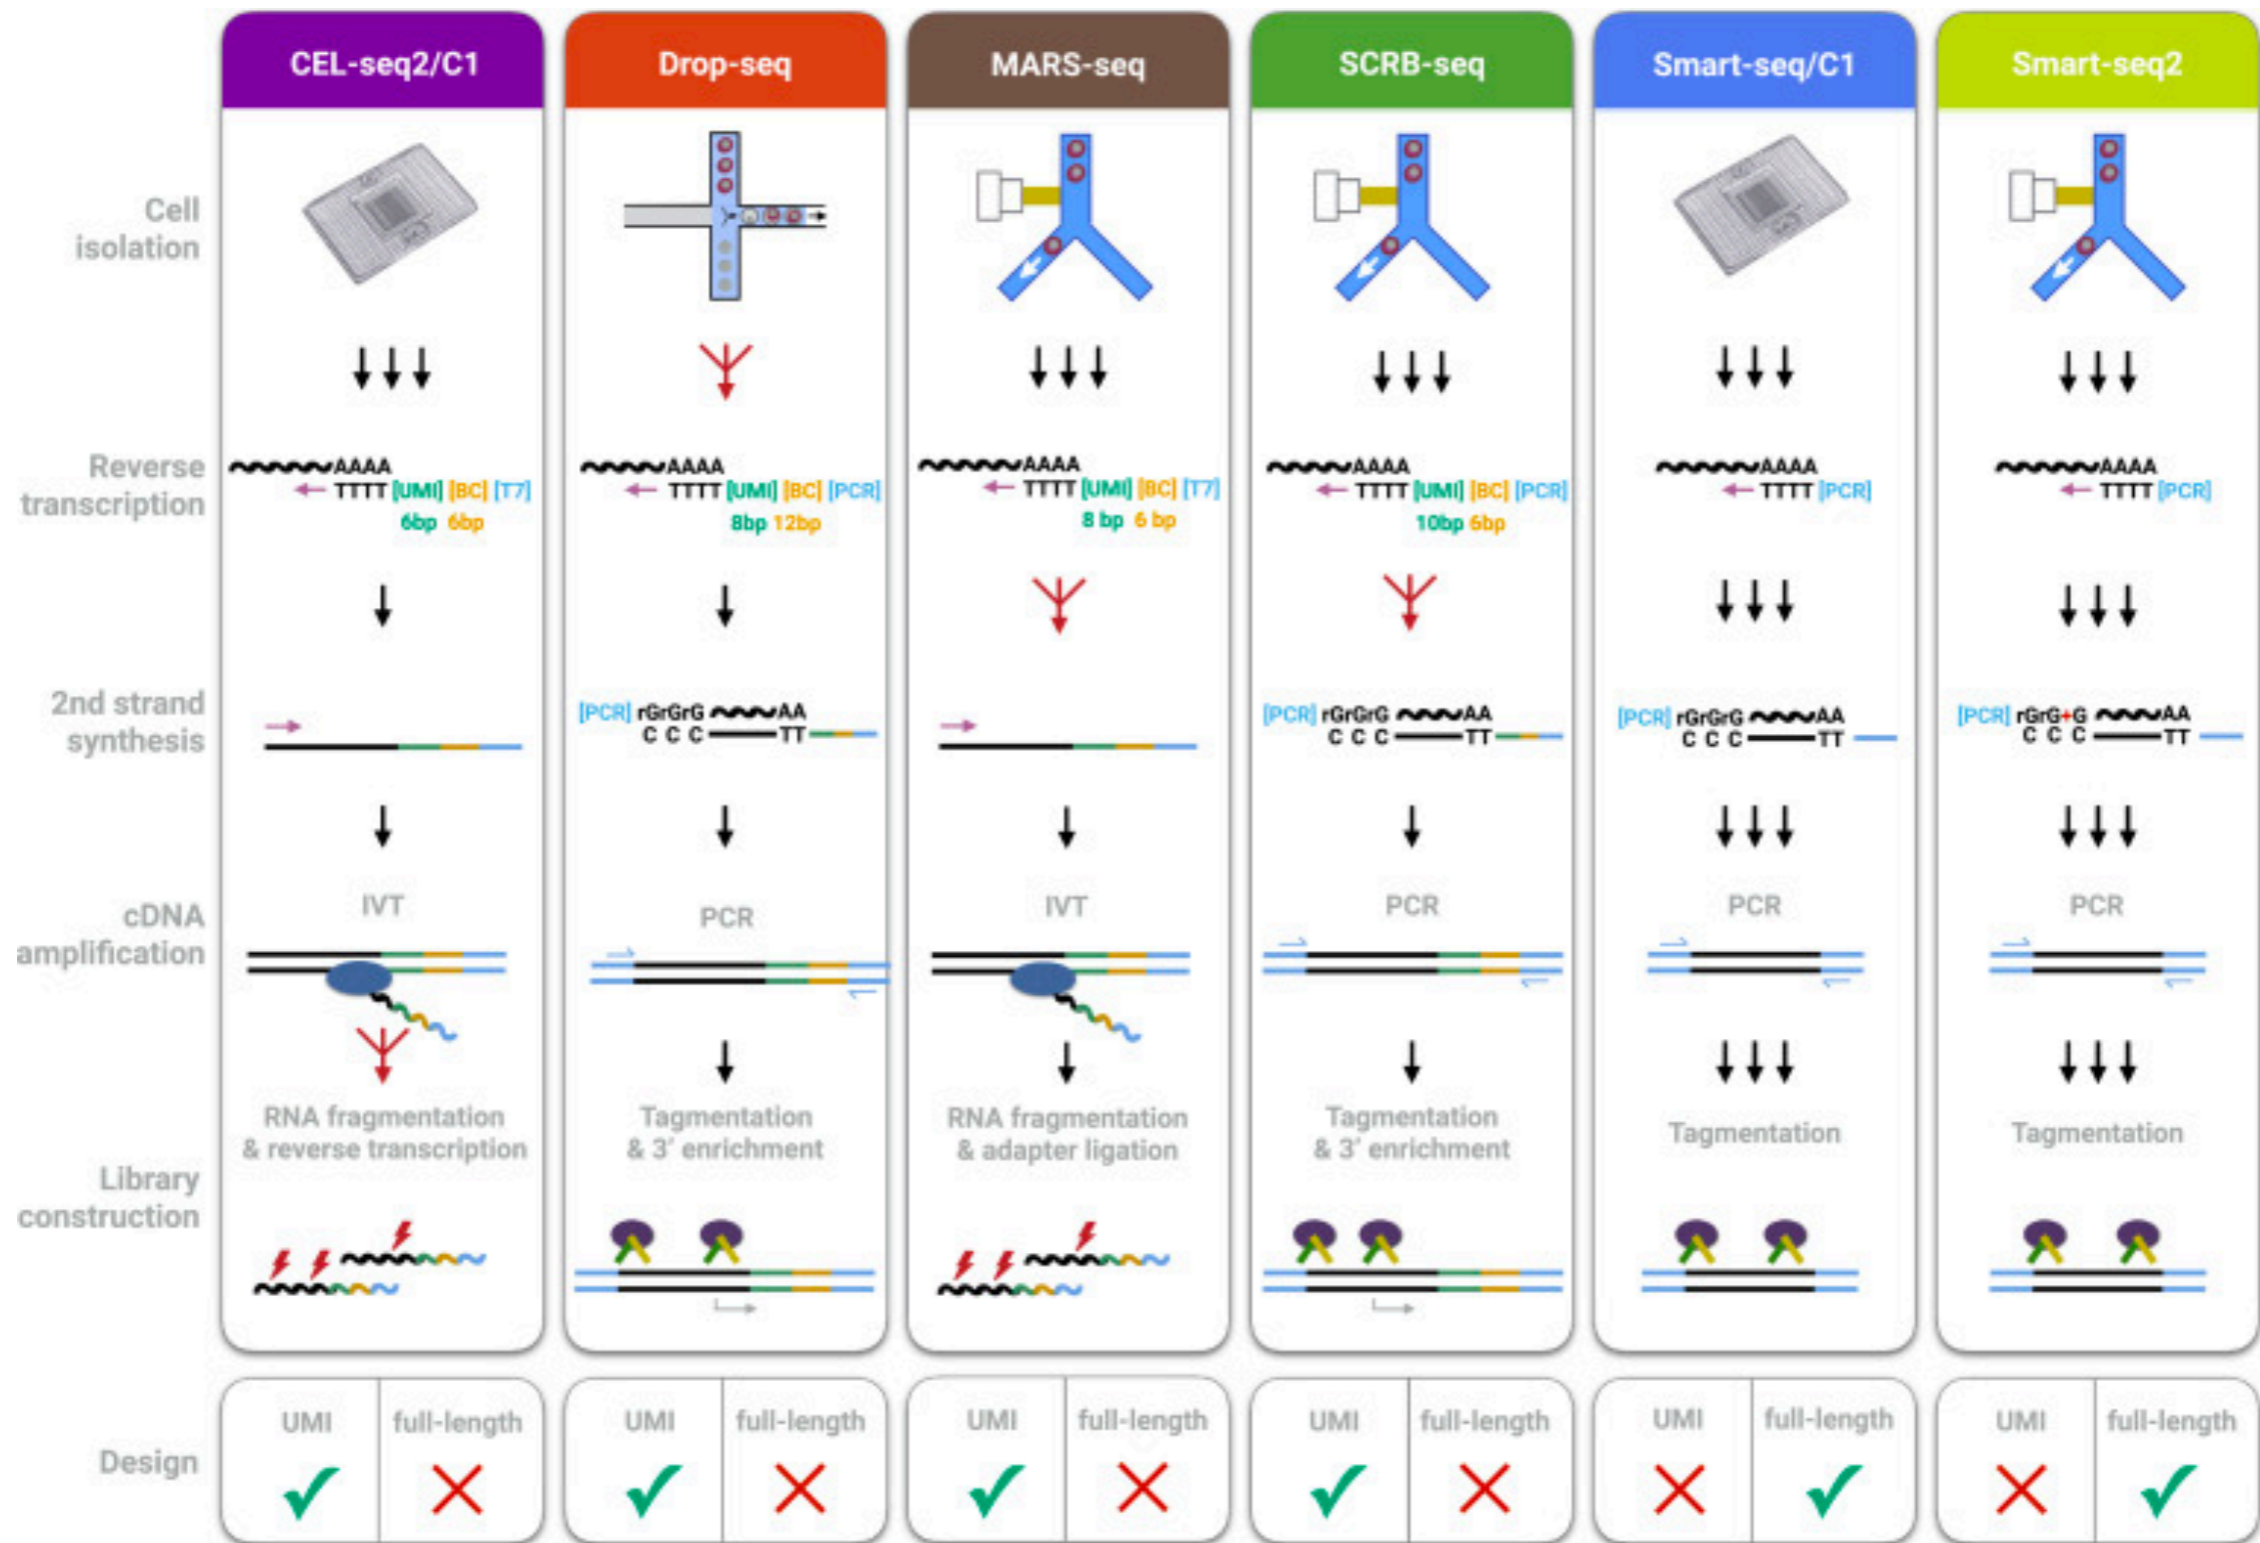 CEL-seq2/C1
Drop-seq
MARS-seq
SCRB-seq
Smart-seq/C1
Smart-seq2
Cell
isolation
Reverse
transcription
AAAA
TTTT [UMI] [BC] [T7]
6bp 6bp
AAAA
TTTT [UMI] [BC] [PCR]
8bp 12bp
AAAA
TTTT [UMI] [BC] [T7]
8 bp 6 bp
AAAA
TTTT [UMI] [BC] [PCR]
10bp 6bp
AAAA
TTTT [PCR]
AAAA
TTTT [PCR]
2nd strand
synthesis
[PCR] rGrGrG AA
C C C TT
[PCR] rGrGrG AA
C C C TT
[PCR] rGrGrG AA
C C C TT
[PCR] rGrG+G AA
C C C TT
cDNA
amplification
IVT
PCR
IVT
PCR
PCR
PCR
Library
construction
RNA fragmentation
& reverse transcription
Tagmentation
& 3' enrichment
RNA fragmentation
& adapter ligation
Tagmentation
& 3' enrichment
Tagmentation
Tagmentation
Design
UMI full-length
UMI full-length
UMI full-length
UMI full-length
UMI full-length
UMI full-length